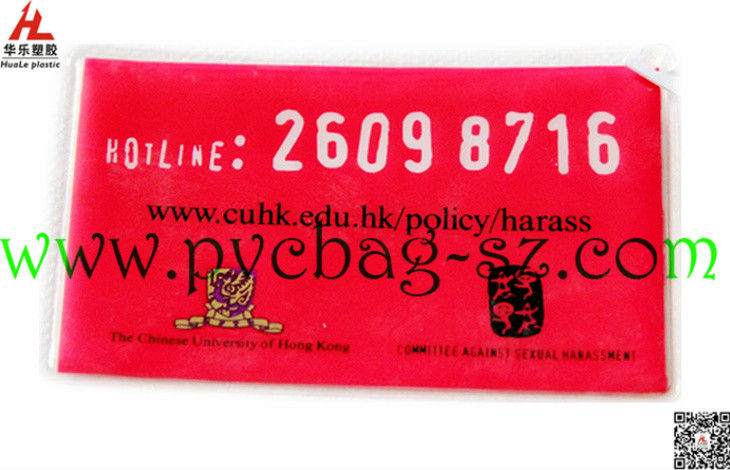 华乐塑胶
HuaLe plastic
HOTLINE: 2609 8716
www.cuhk.edu.hk/policy/harass
www.pvcbag-sz.com
The Chinese University of Hong Kong
COMMITTEE AGAINST SEXUAL HARASSMENT